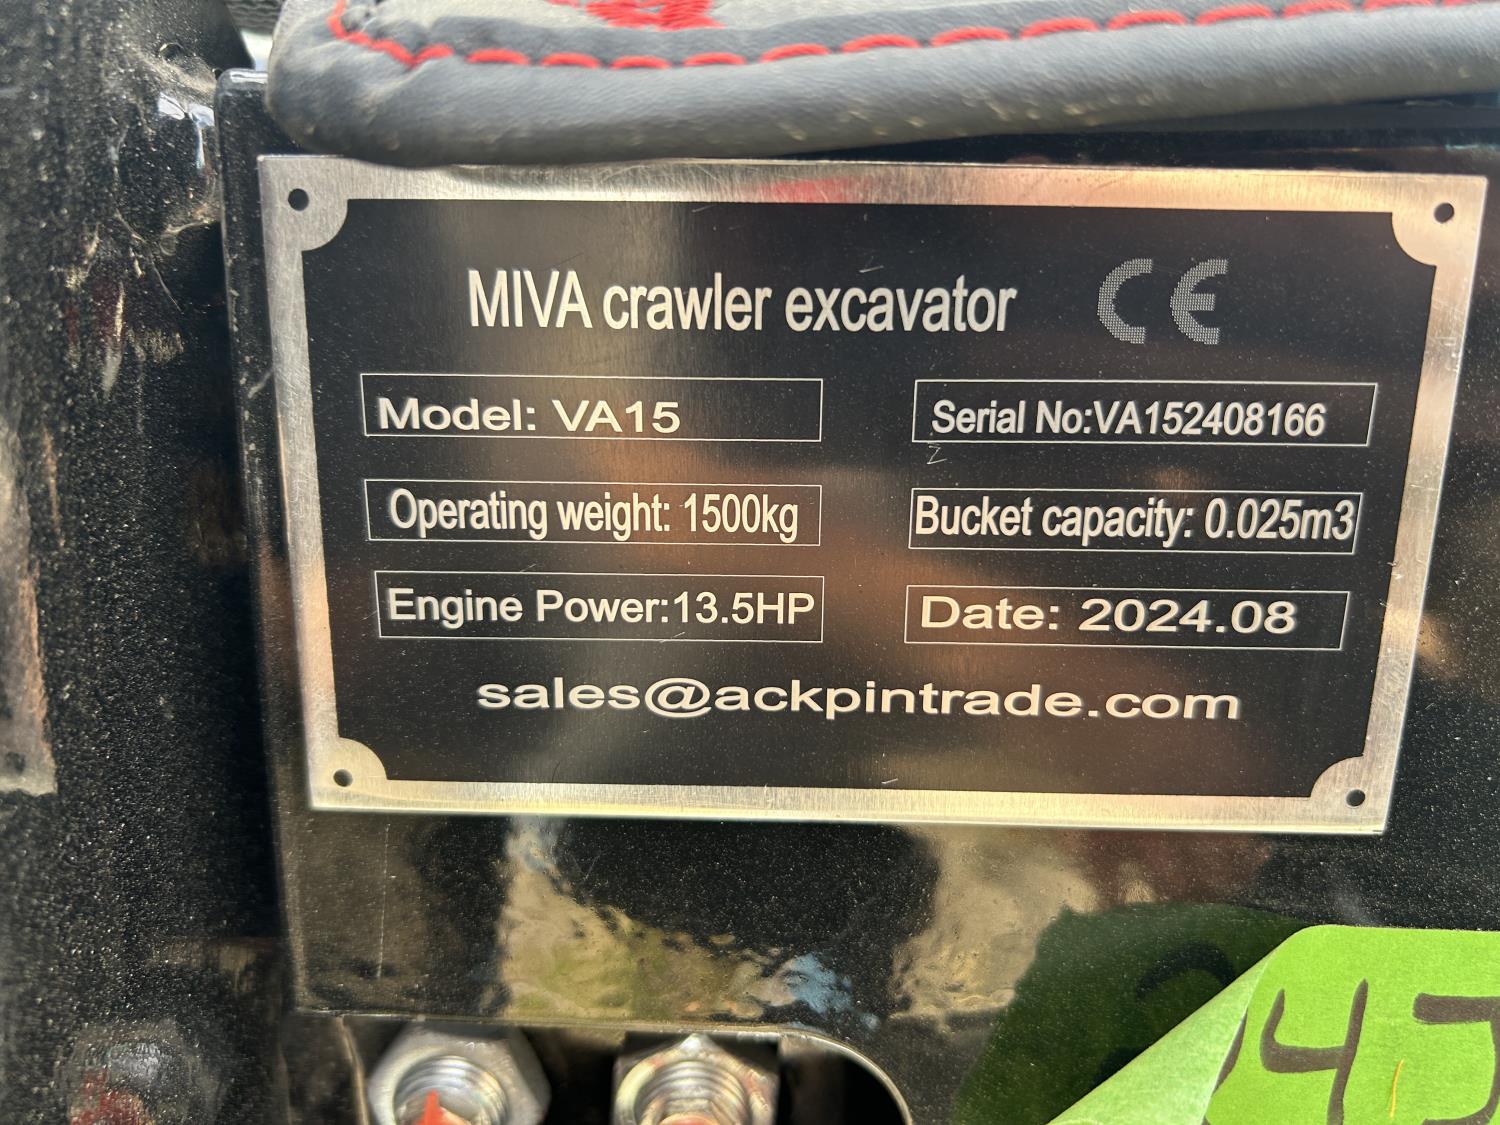 MIVA crawler excavator CE
Model: VA15
Serial No:VA152408166
Operating weight: 1500kg
Bucket capacity: 0.025m3
Engine Power:13.5HP
Date: 2024.08
sales@ackpintrade.com